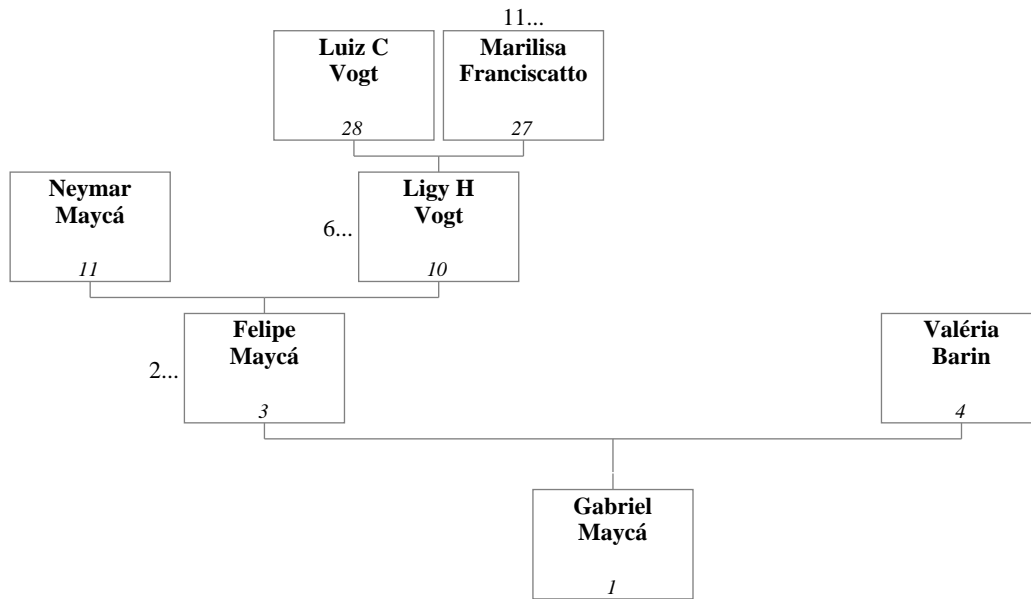 11...
Luiz C
Vogt
28
Marilisa
Franciscatto
27
Neymar
Maycá
11
6...
Ligy H
Vogt
10
2...
Felipe
Maycá
3
Valéria
Barin
4
Gabriel
Maycá
1